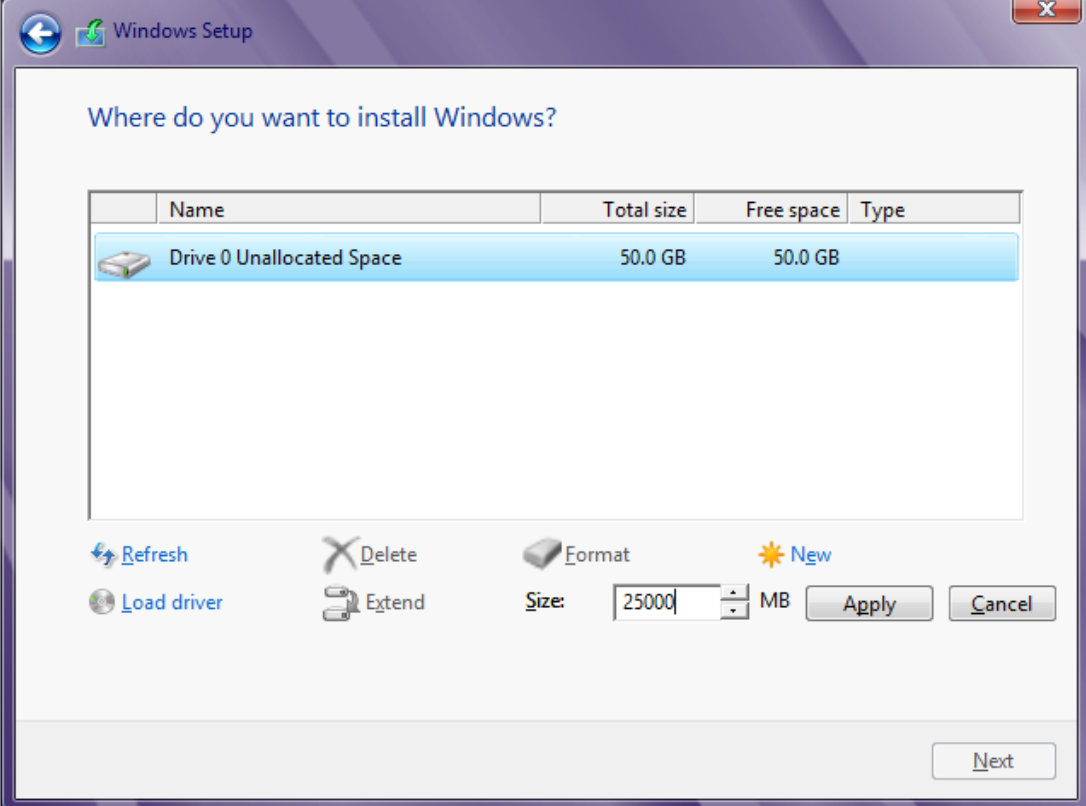 Windows Setup
Where do you want to install Windows?
Name Total size Free space Type
Drive 0 Unallocated Space 50.0 GB 50.0 GB
Refresh Delete Format New
Load driver Extend Size: 25000 MB Apply Cancel
Next